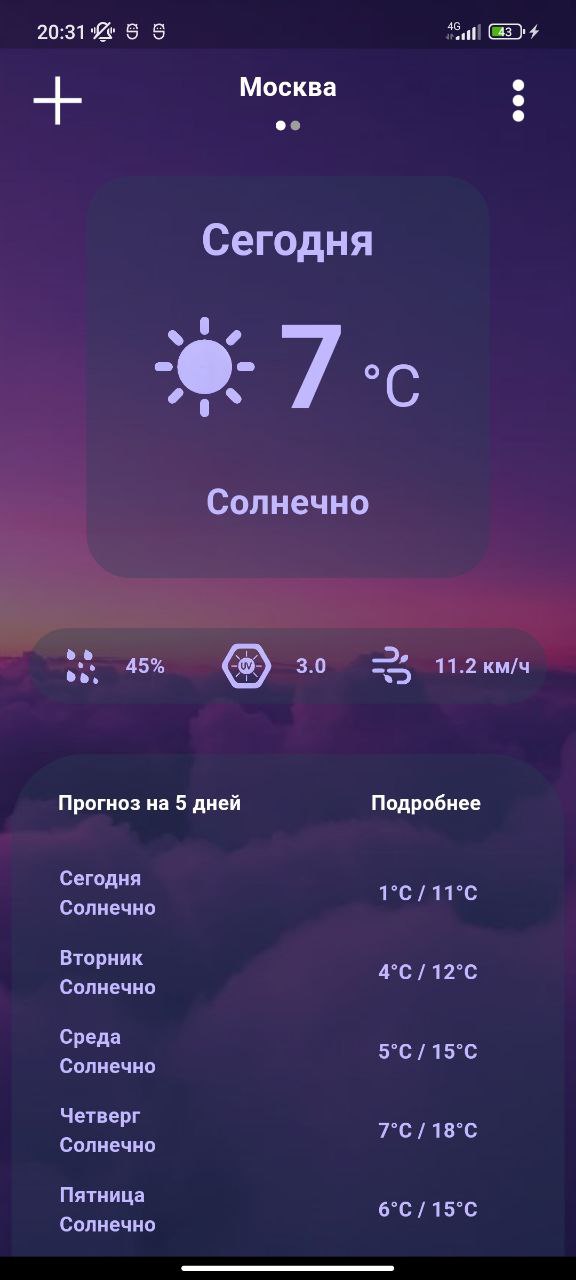 20:31
4G
43
Москва
Сегодня
7 °C
Солнечно
45%
UV
3.0
11.2 км/ч
Прогноз на 5 дней
Подробнее
Сегодня
Солнечно
1°C / 11°C
Вторник
Солнечно
4°C / 12°C
Среда
Солнечно
5°C / 15°C
Четверг
Солнечно
7°C / 18°C
Пятница
Солнечно
6°C / 15°C